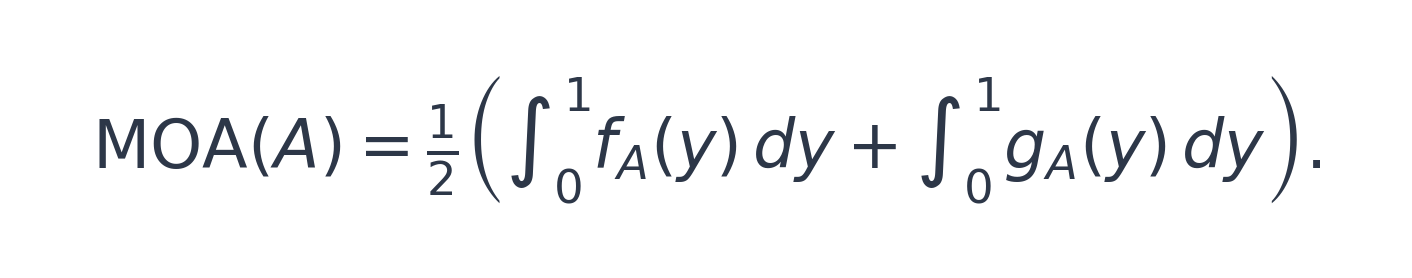 MOA(A) = 1/2 ( ∫₀¹ f_A(y) dy + ∫₀¹ g_A(y) dy ).